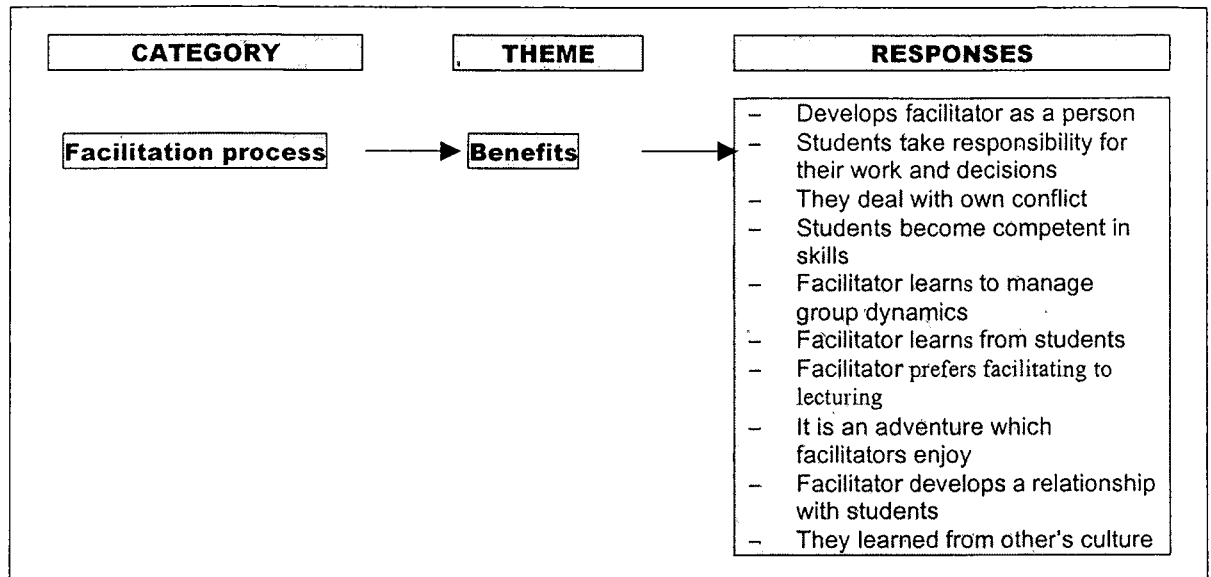 CATEGORY
THEME
RESPONSES
Facilitation process
Benefits
– Develops facilitator as a person
– Students take responsibility for
their work and decisions
– They deal with own conflict
– Students become competent in
skills
– Facilitator learns to manage
group dynamics
– Facilitator learns from students
– Facilitator prefers facilitating to
lecturing
– It is an adventure which
facilitators enjoy
– Facilitator develops a relationship
with students
– They learned from other's culture